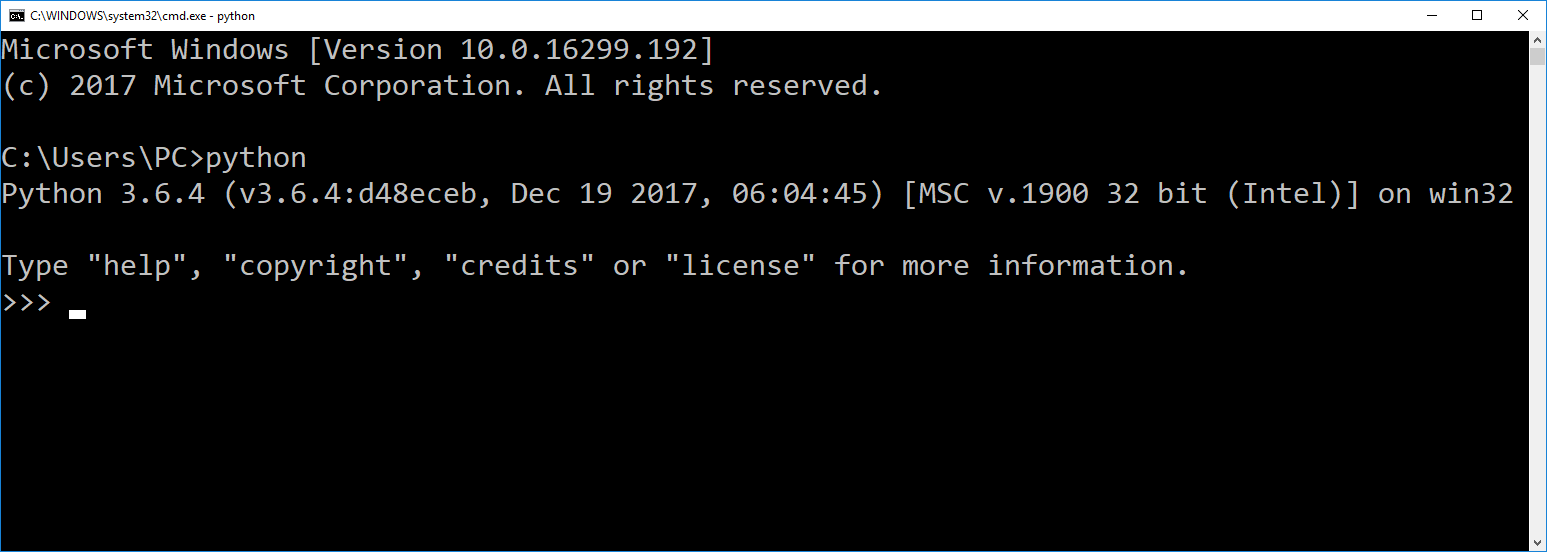 C:\WINDOWS\system32\cmd.exe - python
Microsoft Windows [Version 10.0.16299.192]
(c) 2017 Microsoft Corporation. All rights reserved.
C:\Users\PC>python
Python 3.6.4 (v3.6.4:d48eceb, Dec 19 2017, 06:04:45) [MSC v.1900 32 bit (Intel)] on win32
Type "help", "copyright", "credits" or "license" for more information.
>>>